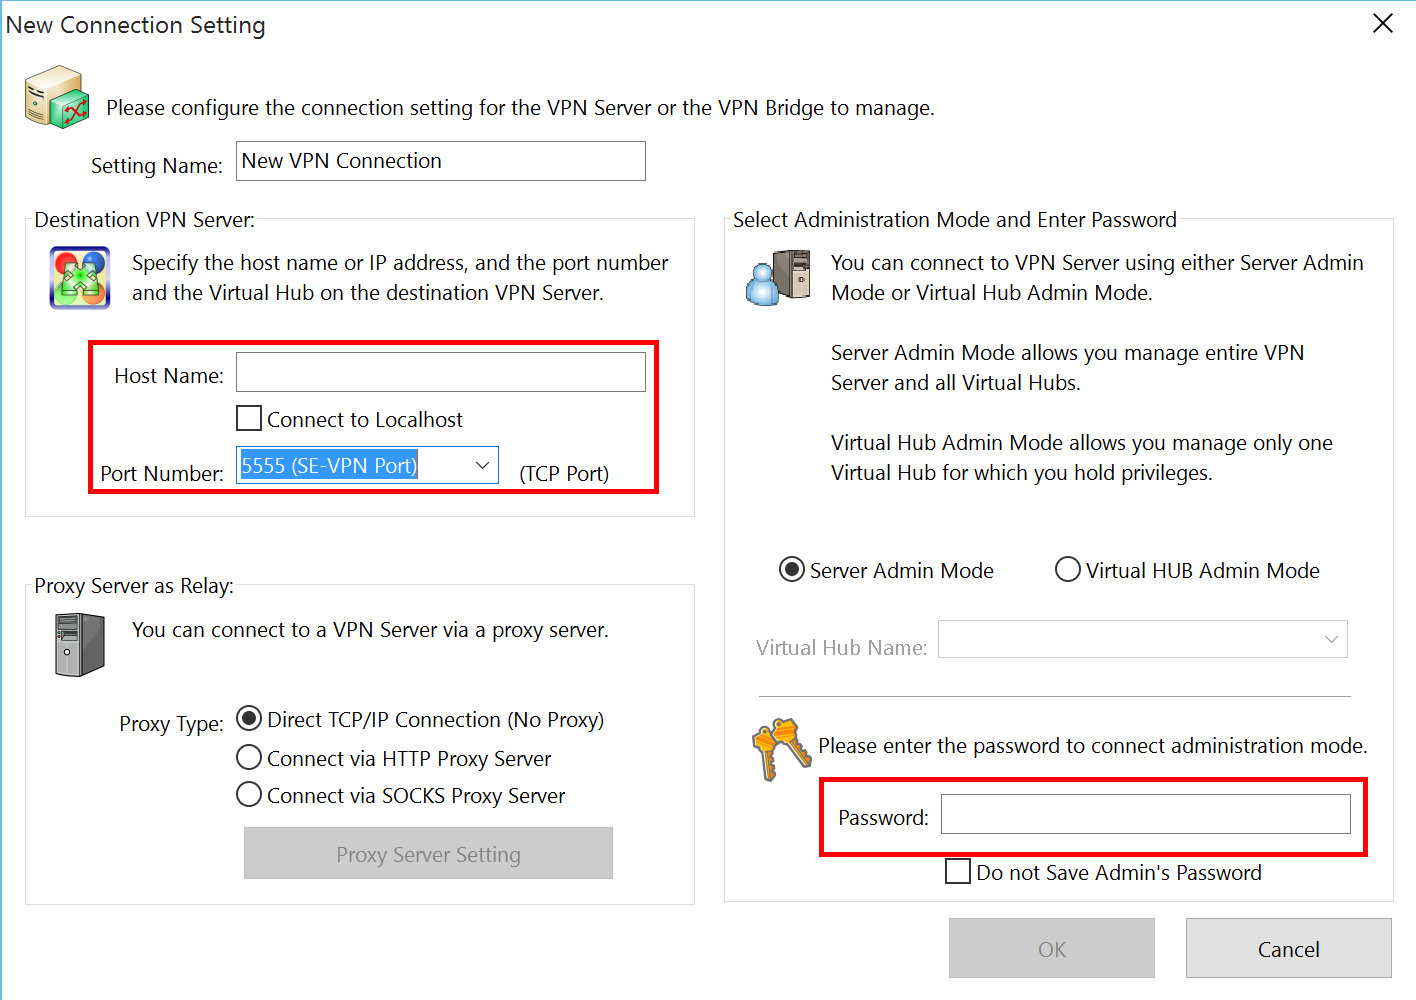 New Connection Setting
Please configure the connection setting for the VPN Server or the VPN Bridge to manage.
Setting Name: New VPN Connection
Destination VPN Server:
Specify the host name or IP address, and the port number
and the Virtual Hub on the destination VPN Server.
Host Name:
Connect to Localhost
Port Number: 5555 (SE-VPN Port) (TCP Port)
Proxy Server as Relay:
You can connect to a VPN Server via a proxy server.
Proxy Type: Direct TCP/IP Connection (No Proxy)
Connect via HTTP Proxy Server
Connect via SOCKS Proxy Server
Proxy Server Setting
Select Administration Mode and Enter Password
You can connect to VPN Server using either Server Admin
Mode or Virtual Hub Admin Mode.
Server Admin Mode allows you manage entire VPN
Server and all Virtual Hubs.
Virtual Hub Admin Mode allows you manage only one
Virtual Hub for which you hold privileges.
Server Admin Mode Virtual HUB Admin Mode
Virtual Hub Name:
Please enter the password to connect administration mode.
Password:
Do not Save Admin's Password
OK Cancel